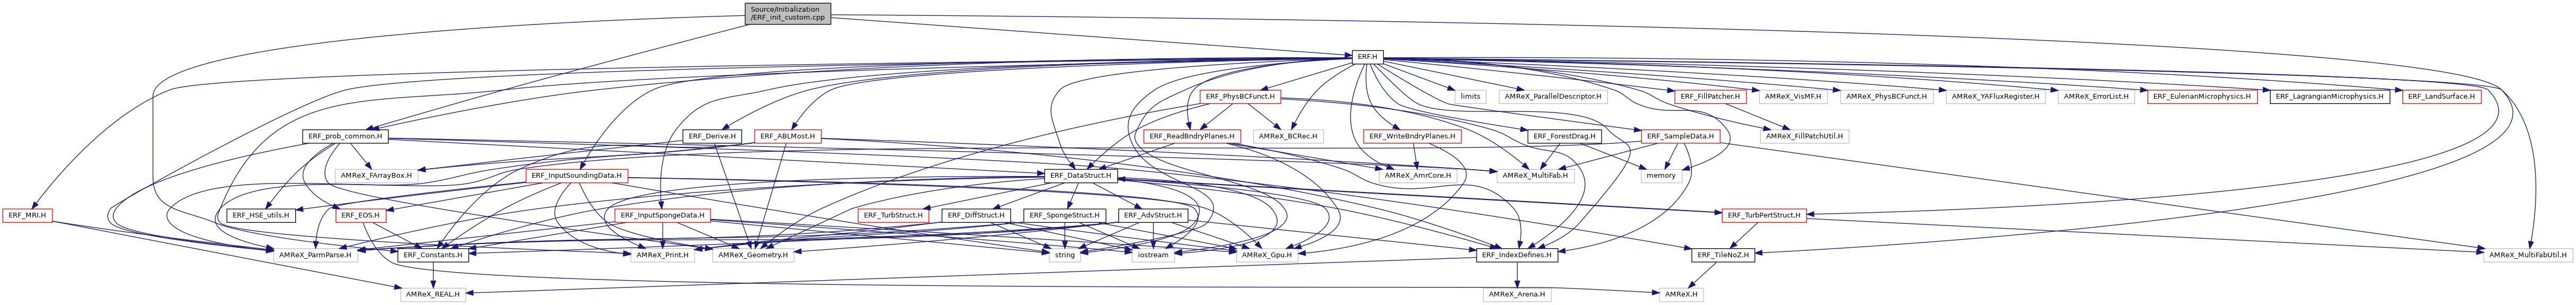 Source/Initialization
/ERF_init_custom.cpp
ERF.H
ERF_PhysBCFunct.H
limits
AMReX_ParallelDescriptor.H
ERF_FillPatcher.H
AMReX_VisMF.H
AMReX_PhysBCFunct.H
AMReX_YAFluxRegister.H
AMReX_ErrorList.H
ERF_EulerianMicrophysics.H
ERF_LagrangianMicrophysics.H
ERF_LandSurface.H
ERF_prob_common.H
ERF_Derive.H
ERF_ABLMost.H
ERF_ReadBndryPlanes.H
AMReX_BCRec.H
ERF_WriteBndryPlanes.H
ERF_ForestDrag.H
ERF_SampleData.H
AMReX_FillPatchUtil.H
AMReX_FArrayBox.H
ERF_InputSoundingData.H
ERF_DataStruct.H
AMReX_AmrCore.H
AMReX_MultiFab.H
memory
ERF_MRI.H
ERF_HSE_utils.H
ERF_EOS.H
ERF_InputSpongeData.H
ERF_TurbStruct.H
ERF_DiffStruct.H
ERF_SpongeStruct.H
ERF_AdvStruct.H
ERF_TurbPertStruct.H
AMReX_ParmParse.H
ERF_Constants.H
AMReX_Print.H
AMReX_Geometry.H
string
iostream
AMReX_Gpu.H
ERF_IndexDefines.H
ERF_TileNoZ.H
AMReX_MultiFabUtil.H
AMReX_REAL.H
AMReX_Arena.H
AMReX.H